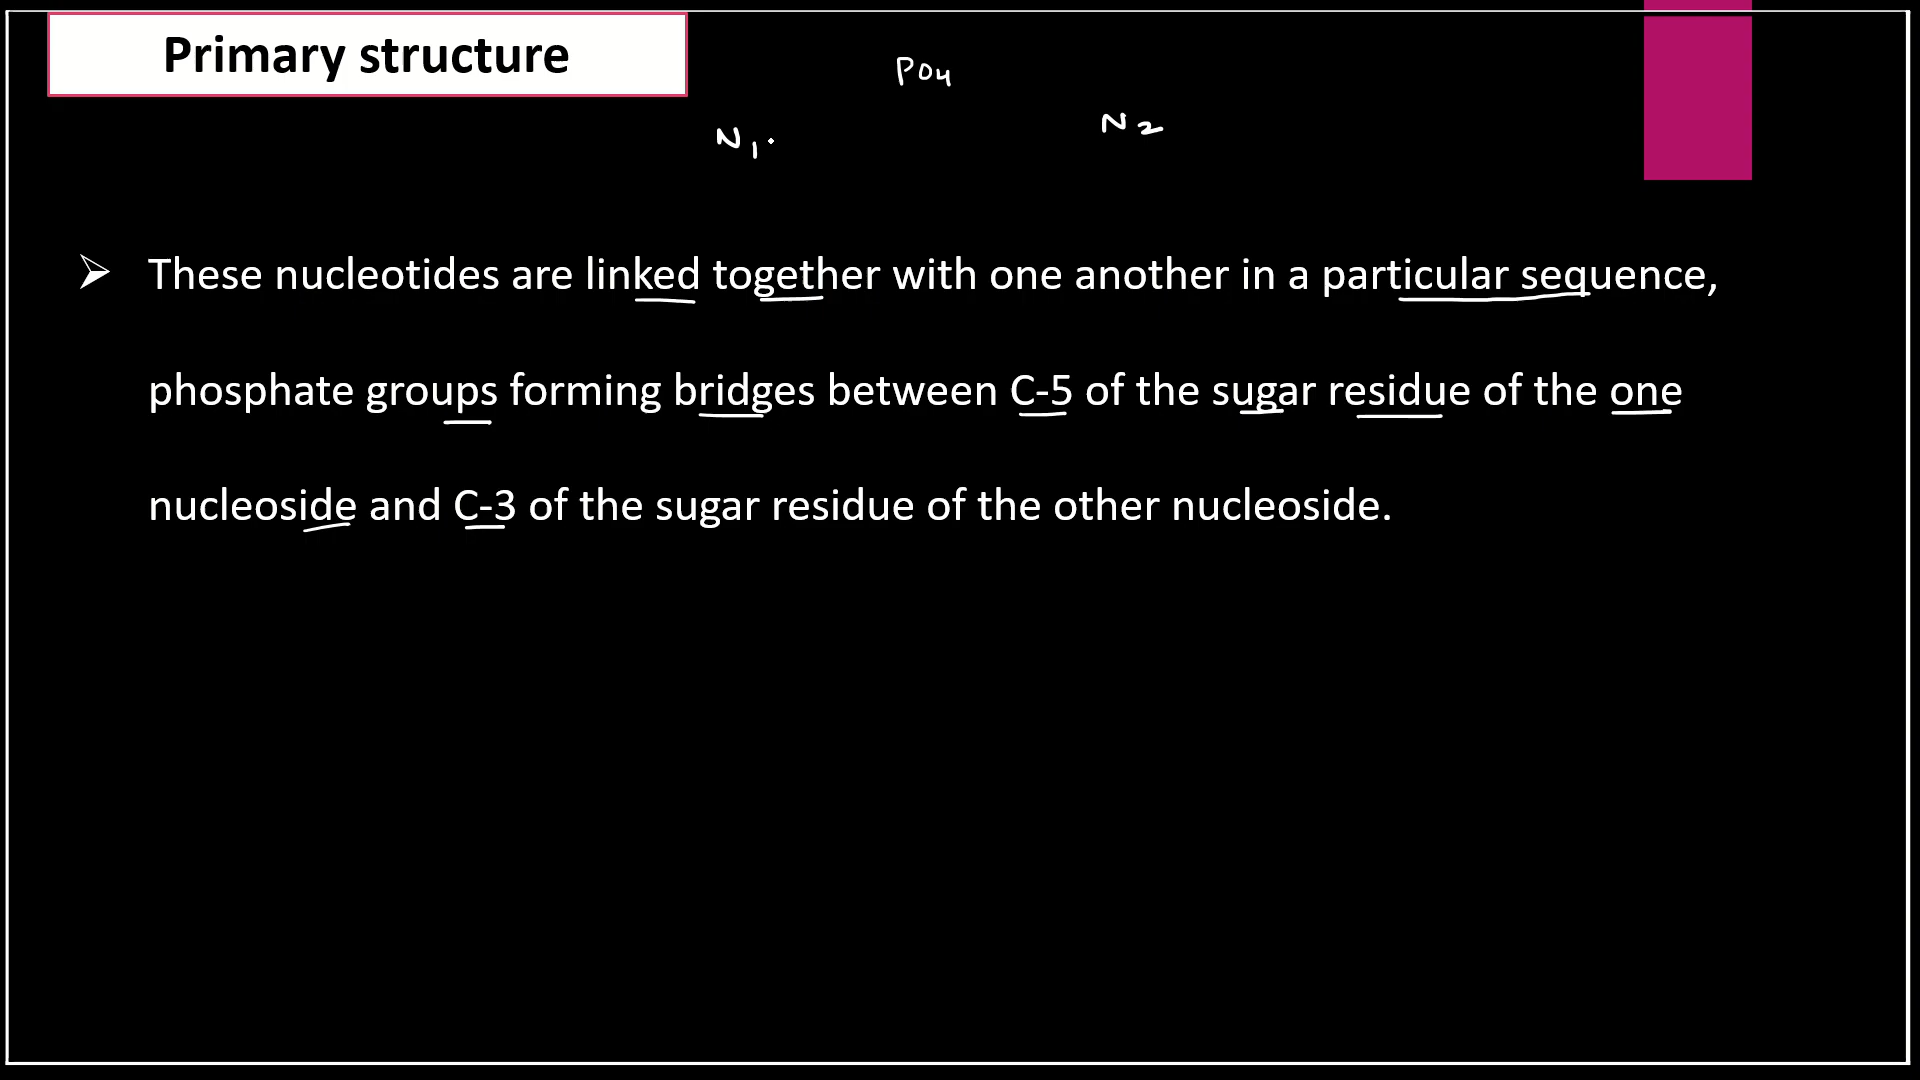 Primary structure
PO4
N1.
N2
➢ These nucleotides are linked together with one another in a particular sequence,
phosphate groups forming bridges between C-5 of the sugar residue of the one
nucleoside and C-3 of the sugar residue of the other nucleoside.